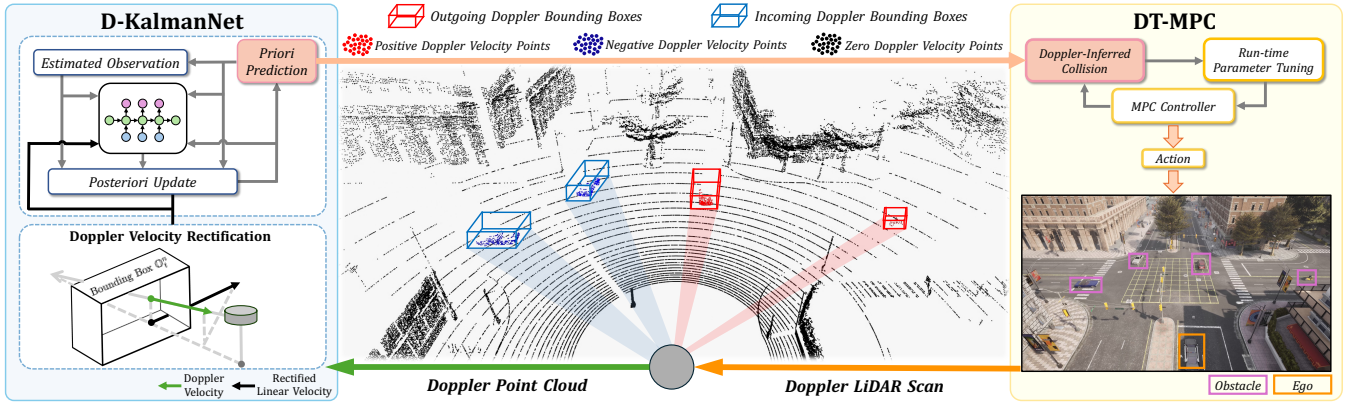 D-KalmanNet
Estimated Observation
Priori
Prediction
Posteriori Update
Doppler Velocity Rectification
Bounding Box 𝕆ᵢⁿ
Doppler
Velocity
Rectified
Linear Velocity
Outgoing Doppler Bounding Boxes
Incoming Doppler Bounding Boxes
Positive Doppler Velocity Points
Negative Doppler Velocity Points
Zero Doppler Velocity Points
Doppler Point Cloud
Doppler LiDAR Scan
DT-MPC
Doppler-Inferred
Collision
Run-time
Parameter Tuning
MPC Controller
Action
Obstacle
Ego